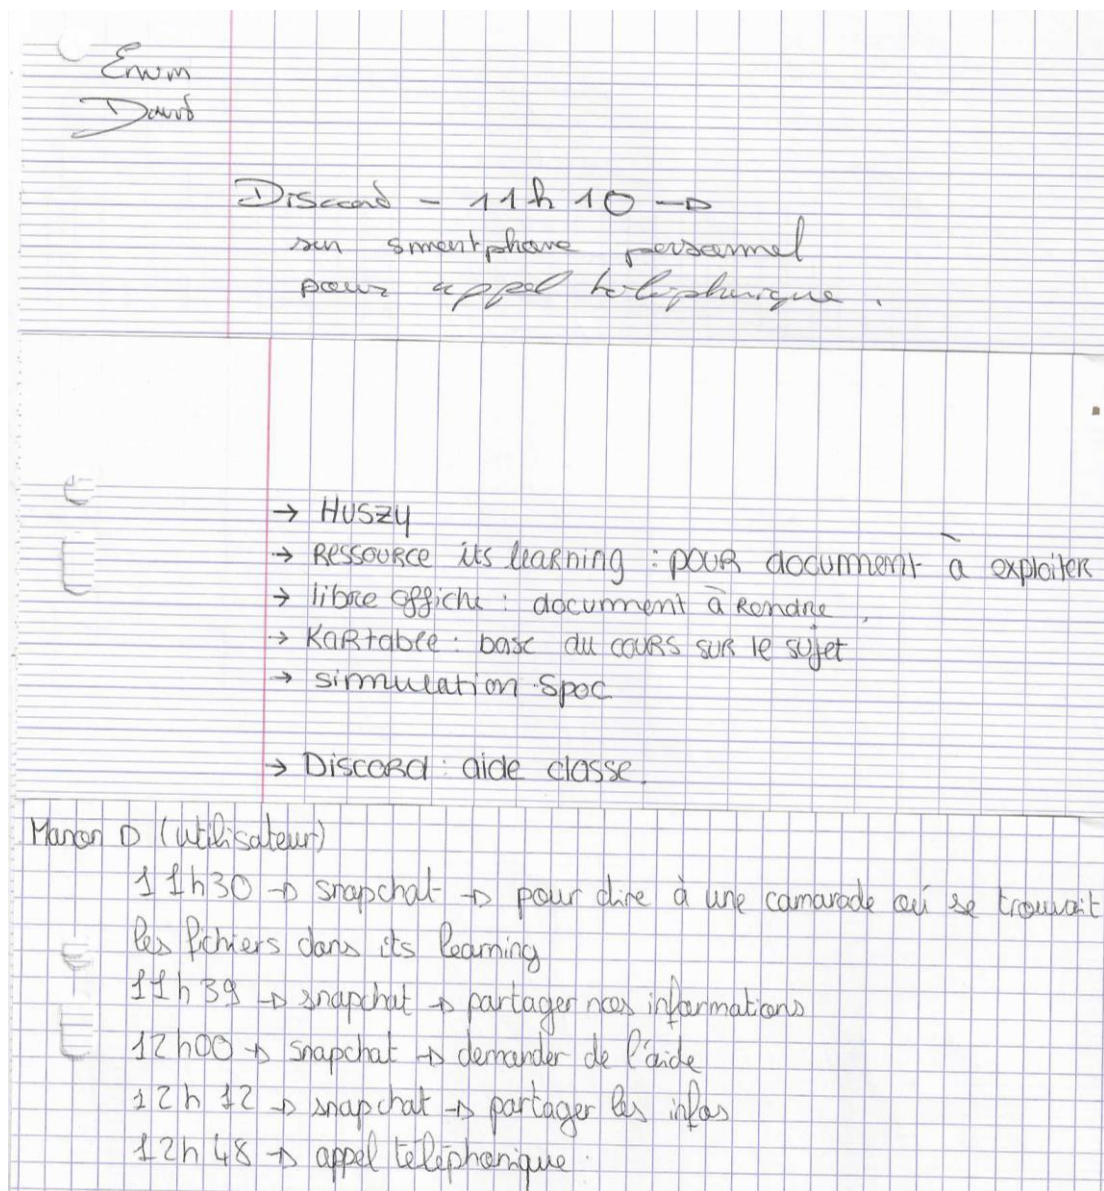 Erwin
David
Discord - 11h10 →
sur smartphone personnel
pour appel téléphonique.
→ HUSZY
→ Ressource its learning : pour document à exploiter
→ libre office : document à Rendre.
→ Kartable : base du cours sur le sujet
→ simulation spoc
→ Discord : aide classe.
Manon D (utilisateur)
11h30 → snapchat → pour dire à une camarade où se trouvait
les fichiers dans its learning
11h39 → snapchat → partager nos informations
12h00 → snapchat → demander de l'aide
12h12 → snapchat → partager les infos
12h48 → appel téléphonique.